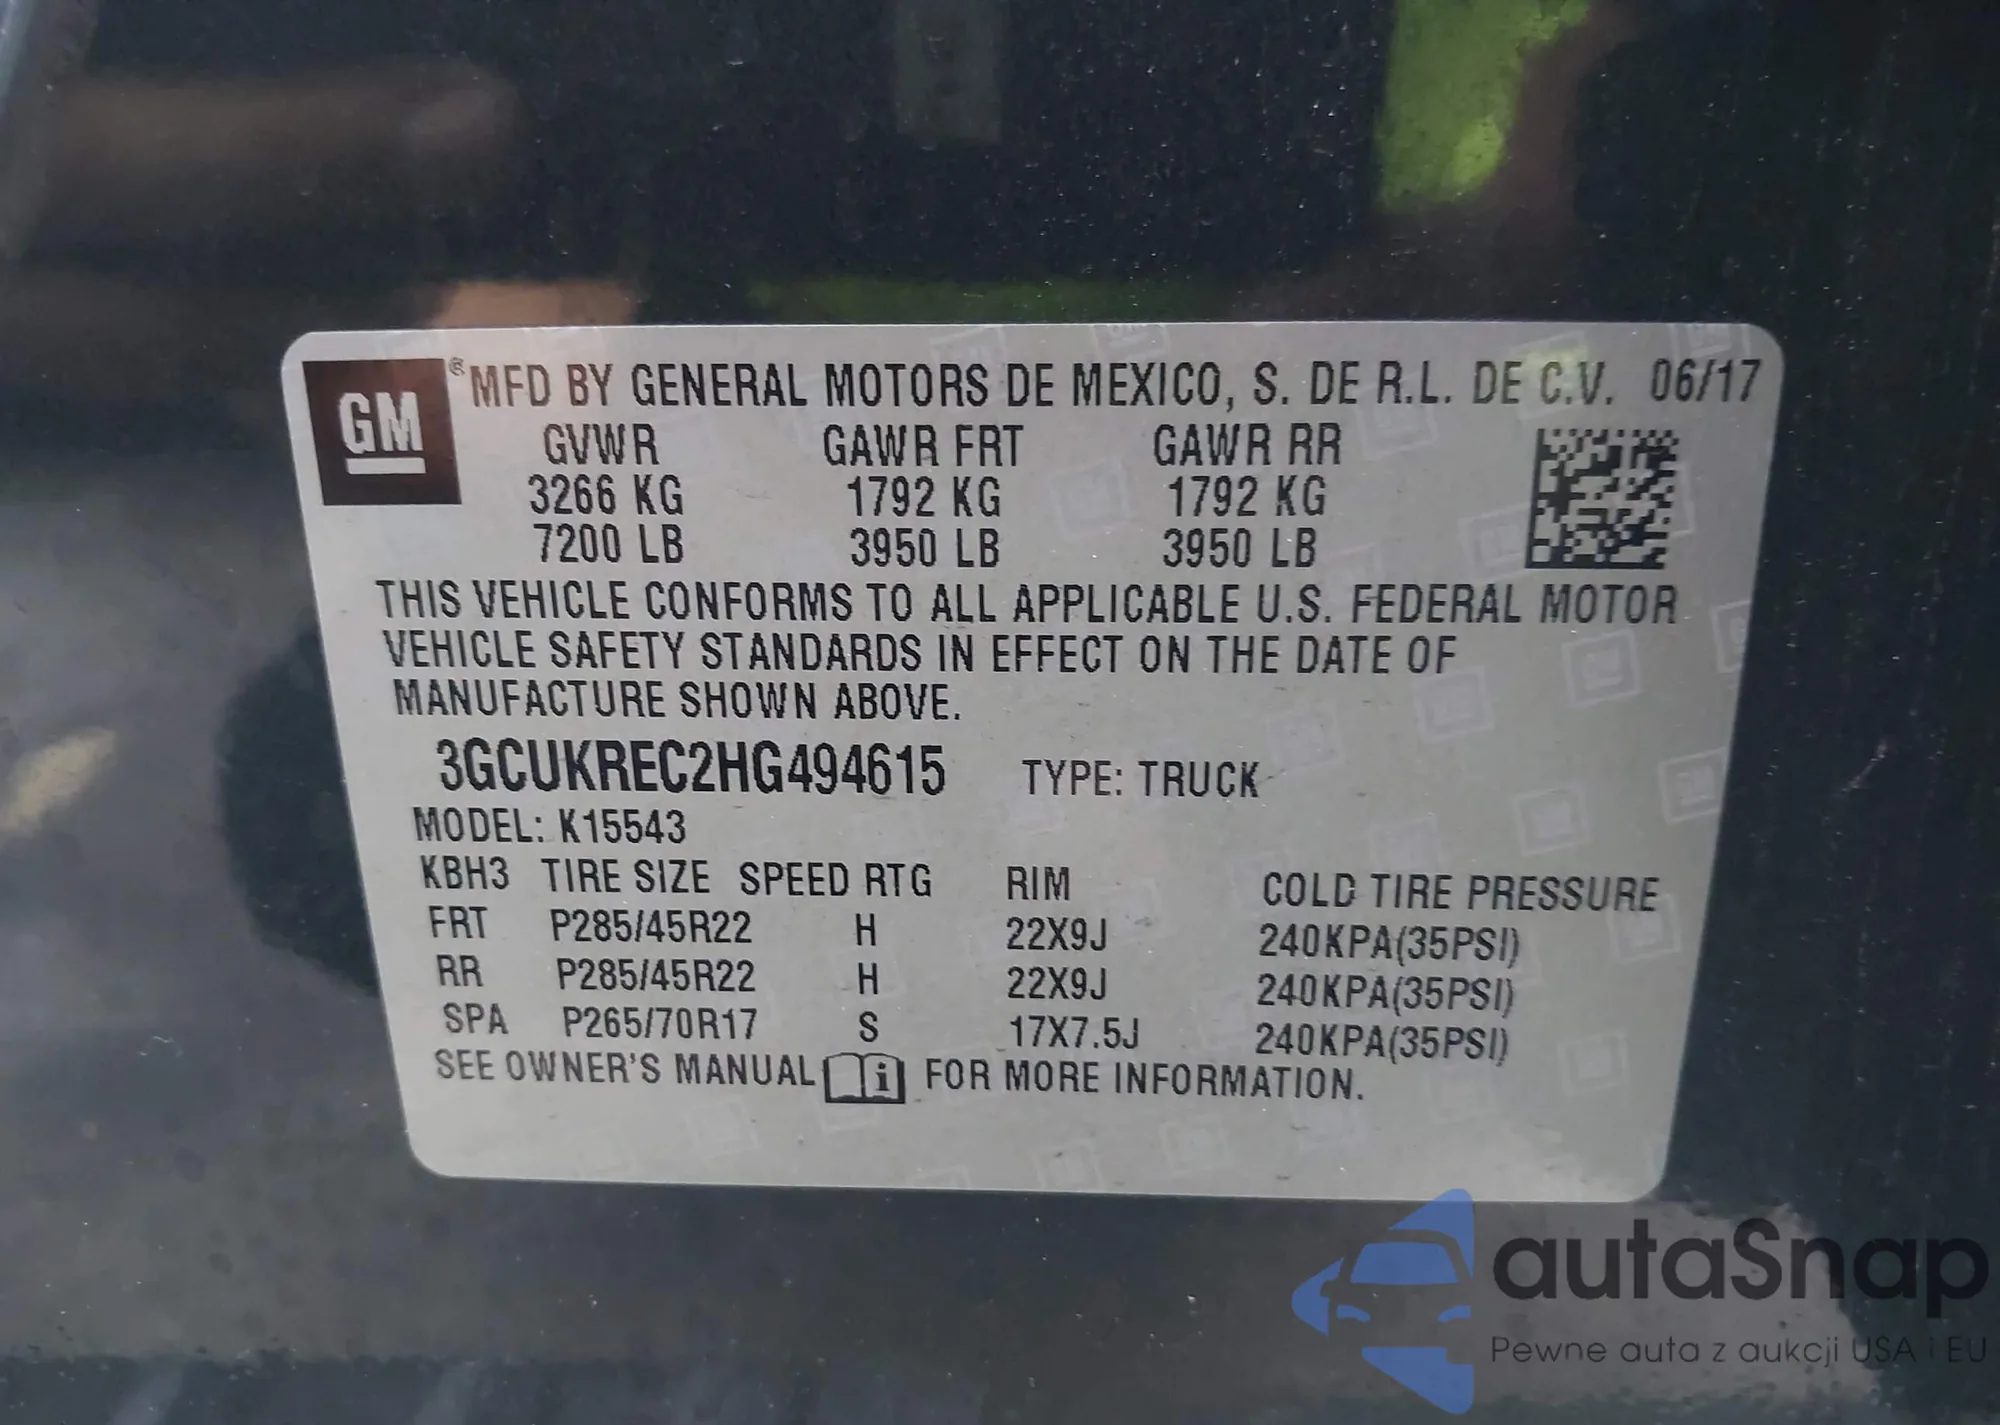 GM ® MFD BY GENERAL MOTORS DE MEXICO, S. DE R.L. DE C.V. 06/17
GVWR GAWR FRT GAWR RR
3266 KG 1792 KG 1792 KG
7200 LB 3950 LB 3950 LB
THIS VEHICLE CONFORMS TO ALL APPLICABLE U.S. FEDERAL MOTOR
VEHICLE SAFETY STANDARDS IN EFFECT ON THE DATE OF
MANUFACTURE SHOWN ABOVE.
3GCUKREC2HG494615 TYPE: TRUCK
MODEL: K15543
KBH3 TIRE SIZE SPEED RTG RIM COLD TIRE PRESSURE
FRT P285/45R22 H 22X9J 240KPA(35PSI)
RR P285/45R22 H 22X9J 240KPA(35PSI)
SPA P265/70R17 S 17X7.5J 240KPA(35PSI)
SEE OWNER'S MANUAL i FOR MORE INFORMATION.
autaSnap
Pewne auta z aukcji USA i EU